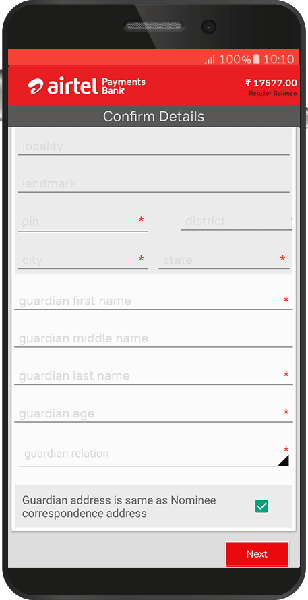 100% 10:10
airtel Payments Bank
₹ 17577.00
Retailer Balance
Confirm Details
locality
landmark
pin * district *
city * state *
guardian first name *
guardian middle name
guardian last name *
guardian age *
guardian relation *
Guardian address is same as Nominee
correspondence address
Next